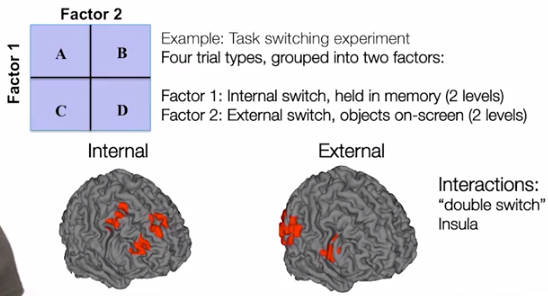 Factor 2
Factor 1
A
B
C
D
Example: Task switching experiment
Four trial types, grouped into two factors:
Factor 1: Internal switch, held in memory (2 levels)
Factor 2: External switch, objects on-screen (2 levels)
Internal
External
Interactions:
“double switch”
Insula